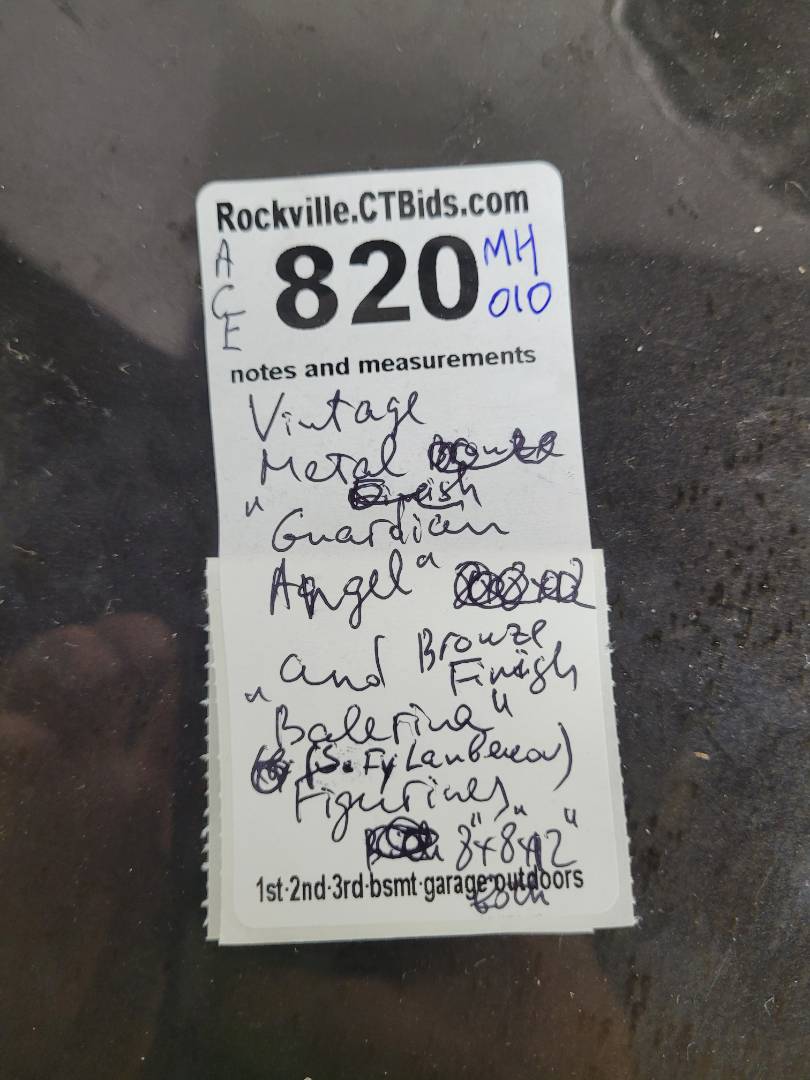 Rockville.CTBids.com
A
G
E
820
MH
010
notes and measurements
Vintage
Metal
"Guardian
Angel"
and Bronze
Finish
"Balerina"
Figurines
8"x8"x12"
Both
1st·2nd·3rd·bsmt·garage·outdoors